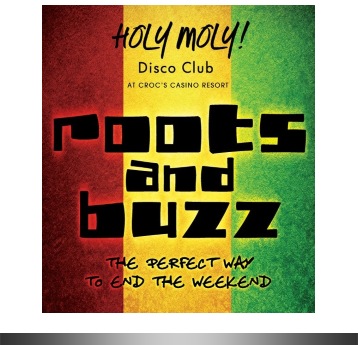 HOLY MOLY!
Disco Club
AT CROC'S CASINO RESORT
roots
and
buzz
THE PERFECT WAY
TO END THE WEEKEND